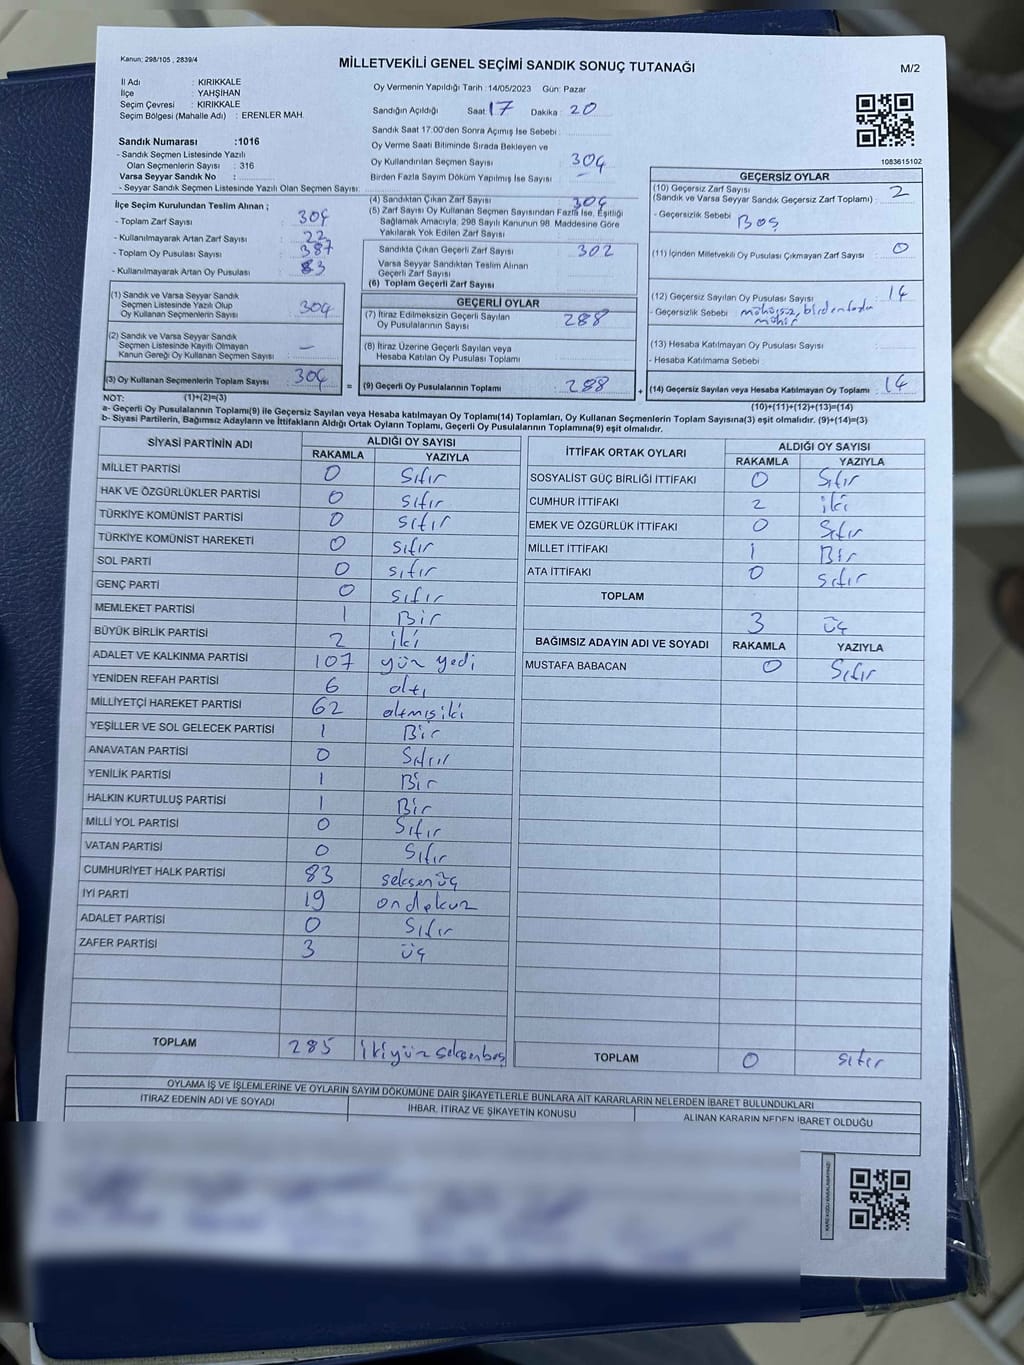 Kanun: 298/105 , 2839/4
MİLLETVEKİLİ GENEL SEÇİMİ SANDIK SONUÇ TUTANAĞI
M/2
İl Adı : KIRIKKALE
İlçe : YAHŞİHAN
Seçim Çevresi : KIRIKKALE
Seçim Bölgesi (Mahalle Adı) : ERENLER MAH.
Sandık Numarası :1016
- Sandık Seçmen Listesinde Yazılı
Olan Seçmenlerin Sayısı : 316
Varsa Seyyar Sandık No :
- Seyyar Sandık Seçmen Listesinde Yazılı Olan Seçmen Sayısı:
Oy Vermenin Yapıldığı Tarih : 14/05/2023 Gün: Pazar
Sandığın Açıldığı Saat: 17 Dakika : 20
Sandık Saat 17:00'den Sonra Açımış İse Sebebi :
Oy Verme Saati Bitiminde Sırada Bekleyen ve
Oy Kullandırılan Seçmen Sayısı : 304
Birden Fazla Sayım Döküm Yapılmış İse Sayısı :
1083615102
İlçe Seçim Kurulundan Teslim Alınan ;
- Toplam Zarf Sayısı : 304
- Kullanılmayarak Artan Zarf Sayısı : 22
- Toplam Oy Pusulası Sayısı : 387
- Kullanılmayarak Artan Oy Pusulası : 83
(4) Sandıktan Çıkan Zarf Sayısı : 304
(5) Zarf Sayısı Oy Kullanan Seçmen Sayısından Fazla İse, Eşitliği
Sağlamak Amacıyla; 298 Sayılı Kanunun 98. Maddesine Göre
Yakılarak Yok Edilen Zarf Sayısı :
Sandıkta Çıkan Geçerli Zarf Sayısı : 302
Varsa Seyyar Sandıktan Teslim Alınan
Geçerli Zarf Sayısı :
(6) Toplam Geçerli Zarf Sayısı :
GEÇERSİZ OYLAR
(10) Geçersiz Zarf Sayısı : 2
(Sandık ve Varsa Seyyar Sandık Geçersiz Zarf Toplamı)
- Geçersizlik Sebebi : Boş
(11) İçinden Milletvekili Oy Pusulası Çıkmayan Zarf Sayısı : 0
(12) Geçersiz Sayılan Oy Pusulası Sayısı : 14
- Geçersizlik Sebebi : mühürsüz, birden fazla
mühür
(13) Hesaba Katılmayan Oy Pusulası Sayısı :
- Hesaba Katılmama Sebebi :
(14) Geçersiz Sayılan veya Hesaba Katılmayan Oy Toplamı : 14
(10)+(11)+(12)+(13)=(14)
(1) Sandık ve Varsa Seyyar Sandık
Seçmen Listesinde Yazılı Olup
Oy Kullanan Seçmenlerin Sayısı : 304
(2) Sandık ve Varsa Seyyar Sandık
Seçmen Listesinde Kayıtlı Olmayan
Kanun Gereği Oy Kullanan Seçmen Sayısı : —
(3) Oy Kullanan Seçmenlerin Toplam Sayısı : 304 =
GEÇERLİ OYLAR
(7) İtiraz Edilmeksizin Geçerli Sayılan
Oy Pusulalarının Sayısı : 288
(8) İtiraz Üzerine Geçerli Sayılan veya
Hesaba Katılan Oy Pusulası Toplamı :
(9) Geçerli Oy Pusulalarının Toplamı : 288 +
NOT: (1)+(2)=(3)
a- Geçerli Oy Pusulalarının Toplamı(9) ile Geçersiz Sayılan veya Hesaba katılmayan Oy Toplamı(14) Toplamları, Oy Kullanan Seçmenlerin Toplam Sayısına(3) eşit olmalıdır. (9)+(14)=(3)
b- Siyasi Partilerin, Bağımsız Adayların ve İttifakların Aldığı Ortak Oyların Toplamı, Geçerli Oy Pusulalarının Toplamına(9) eşit olmalıdır.
SİYASİ PARTİNİN ADI ALDIĞI OY SAYISI
RAKAMLA YAZIYLA
MİLLET PARTİSİ 0 Sıfır
HAK VE ÖZGÜRLÜKLER PARTİSİ 0 sıfır
TÜRKİYE KOMÜNİST PARTİSİ 0 sıfır
TÜRKİYE KOMÜNİST HAREKETİ 0 sıfır
SOL PARTİ 0 sıfır
GENÇ PARTİ 0 sıfır
MEMLEKET PARTİSİ 1 Bir
BÜYÜK BİRLİK PARTİSİ 2 iki
ADALET VE KALKINMA PARTİSİ 107 yüz yedi
YENİDEN REFAH PARTİSİ 6 altı
MİLLİYETÇİ HAREKET PARTİSİ 62 altmışiki
YEŞİLLER VE SOL GELECEK PARTİSİ 1 Bir
ANAVATAN PARTİSİ 0 Sıfır
YENİLİK PARTİSİ 1 Bir
HALKIN KURTULUŞ PARTİSİ 1 Bir
MİLLİ YOL PARTİSİ 0 Sıfır
VATAN PARTİSİ 0 Sıfır
CUMHURİYET HALK PARTİSİ 83 seksen üç
İYİ PARTİ 19 ondokuz
ADALET PARTİSİ 0 Sıfır
ZAFER PARTİSİ 3 üç
TOPLAM 285 ikiyüz seksenbeş
İTTİFAK ORTAK OYLARI ALDIĞI OY SAYISI
RAKAMLA YAZIYLA
SOSYALİST GÜÇ BİRLİĞİ İTTİFAKI 0 Sıfır
CUMHUR İTTİFAKI 2 iki
EMEK VE ÖZGÜRLÜK İTTİFAKI 0 Sıfır
MİLLET İTTİFAKI 1 Bir
ATA İTTİFAKI 0 sıfır
TOPLAM
3 üç
BAĞIMSIZ ADAYIN ADI VE SOYADI RAKAMLA YAZIYLA
MUSTAFA BABACAN 0 Sıfır
TOPLAM 0 sıfır
OYLAMA İŞ VE İŞLEMLERİNE VE OYLARIN SAYIM DÖKÜMÜNE DAİR ŞİKAYETLERLE BUNLARA AİT KARARLARIN NELERDEN İBARET BULUNDUKLARI
İTİRAZ EDENİN ADI VE SOYADI İHBAR, İTİRAZ VE ŞİKAYETİN KONUSU ALINAN KARARIN NEDEN İBARET OLDUĞU